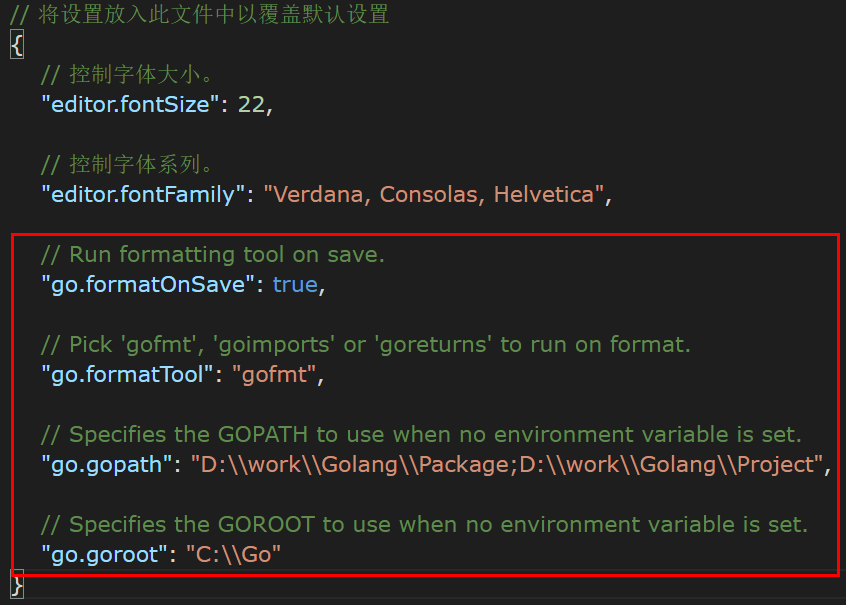 // 将设置放入此文件中以覆盖默认设置
{
// 控制字体大小。
"editor.fontSize": 22,
// 控制字体系列。
"editor.fontFamily": "Verdana, Consolas, Helvetica",
// Run formatting tool on save.
"go.formatOnSave": true,
// Pick 'gofmt', 'goimports' or 'goreturns' to run on format.
"go.formatTool": "gofmt",
// Specifies the GOPATH to use when no environment variable is set.
"go.gopath": "D:\\work\\Golang\\Package;D:\\work\\Golang\\Project",
// Specifies the GOROOT to use when no environment variable is set.
"go.goroot": "C:\\Go"
}